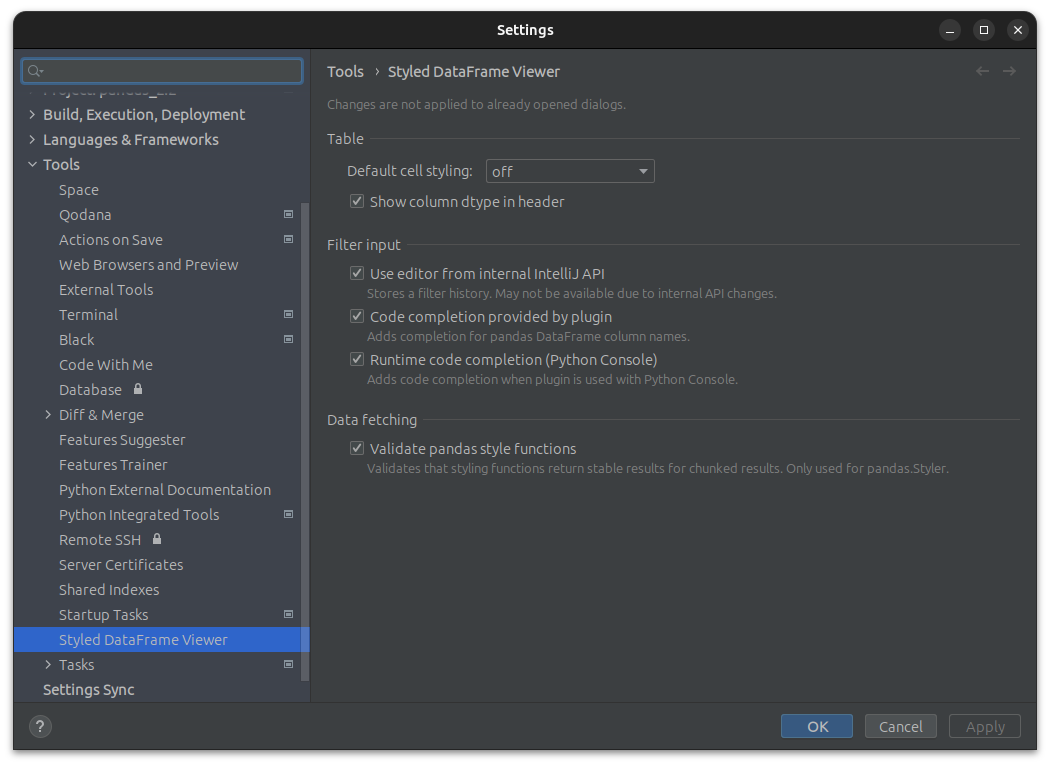 Settings
Tools › Styled DataFrame Viewer
Build, Execution, Deployment
Languages & Frameworks
Tools
Space
Qodana
Actions on Save
Web Browsers and Preview
External Tools
Terminal
Black
Code With Me
Database
Diff & Merge
Features Suggester
Features Trainer
Python External Documentation
Python Integrated Tools
Remote SSH
Server Certificates
Shared Indexes
Startup Tasks
Styled DataFrame Viewer
Tasks
Settings Sync
Changes are not applied to already opened dialogs.
Table
Default cell styling: off
Show column dtype in header
Filter input
Use editor from internal IntelliJ API
Stores a filter history. May not be available due to internal API changes.
Code completion provided by plugin
Adds completion for pandas DataFrame column names.
Runtime code completion (Python Console)
Adds code completion when plugin is used with Python Console.
Data fetching
Validate pandas style functions
Validates that styling functions return stable results for chunked results. Only used for pandas.Styler.
?
OK Cancel Apply